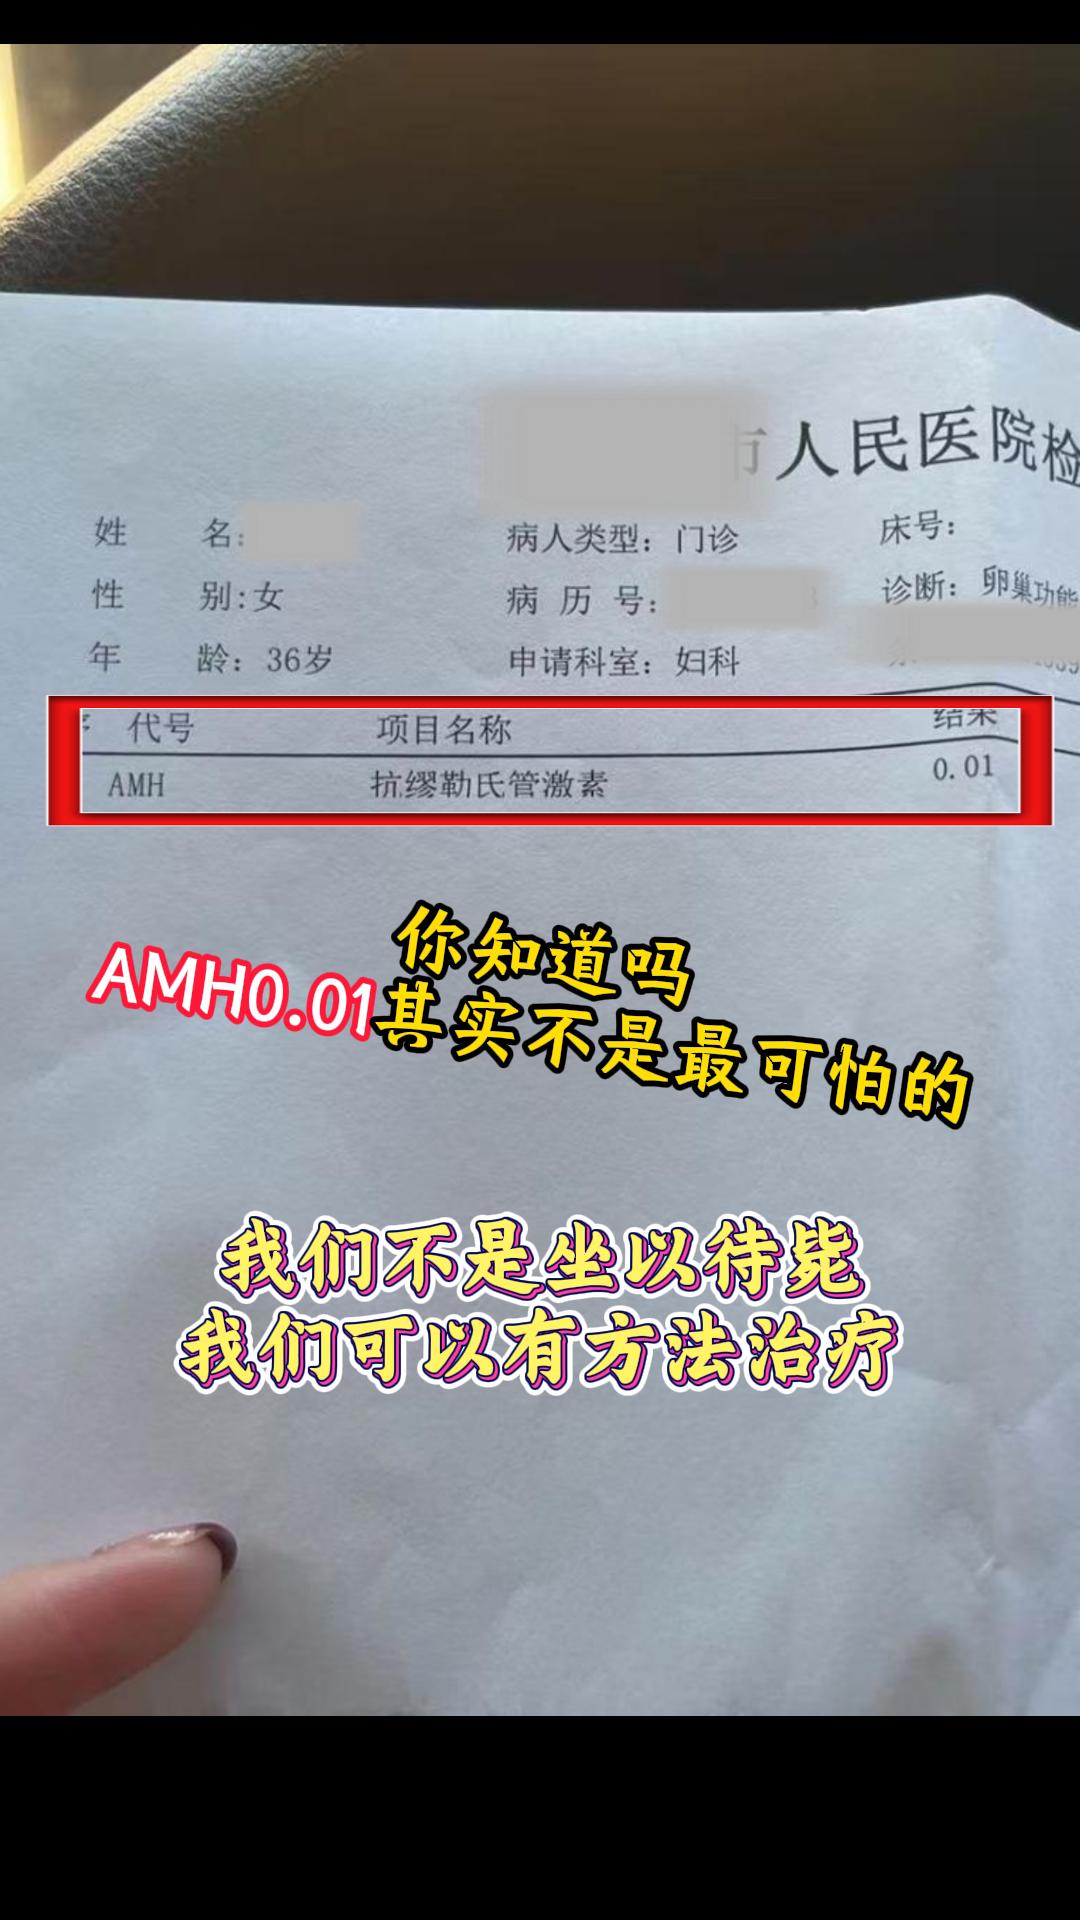 市人民医院检
姓 名:
病人类型: 门诊
床号:
性 别:女
病 历 号:
诊断: 卵巢功能
年 龄: 36岁
申请科室: 妇科
代号 项目名称 结果
AMH 抗缪勒氏管激素 0.01
你知道吗
AMH0.01其实不是最可怕的
我们不是坐以待毙
我们可以有方法治疗